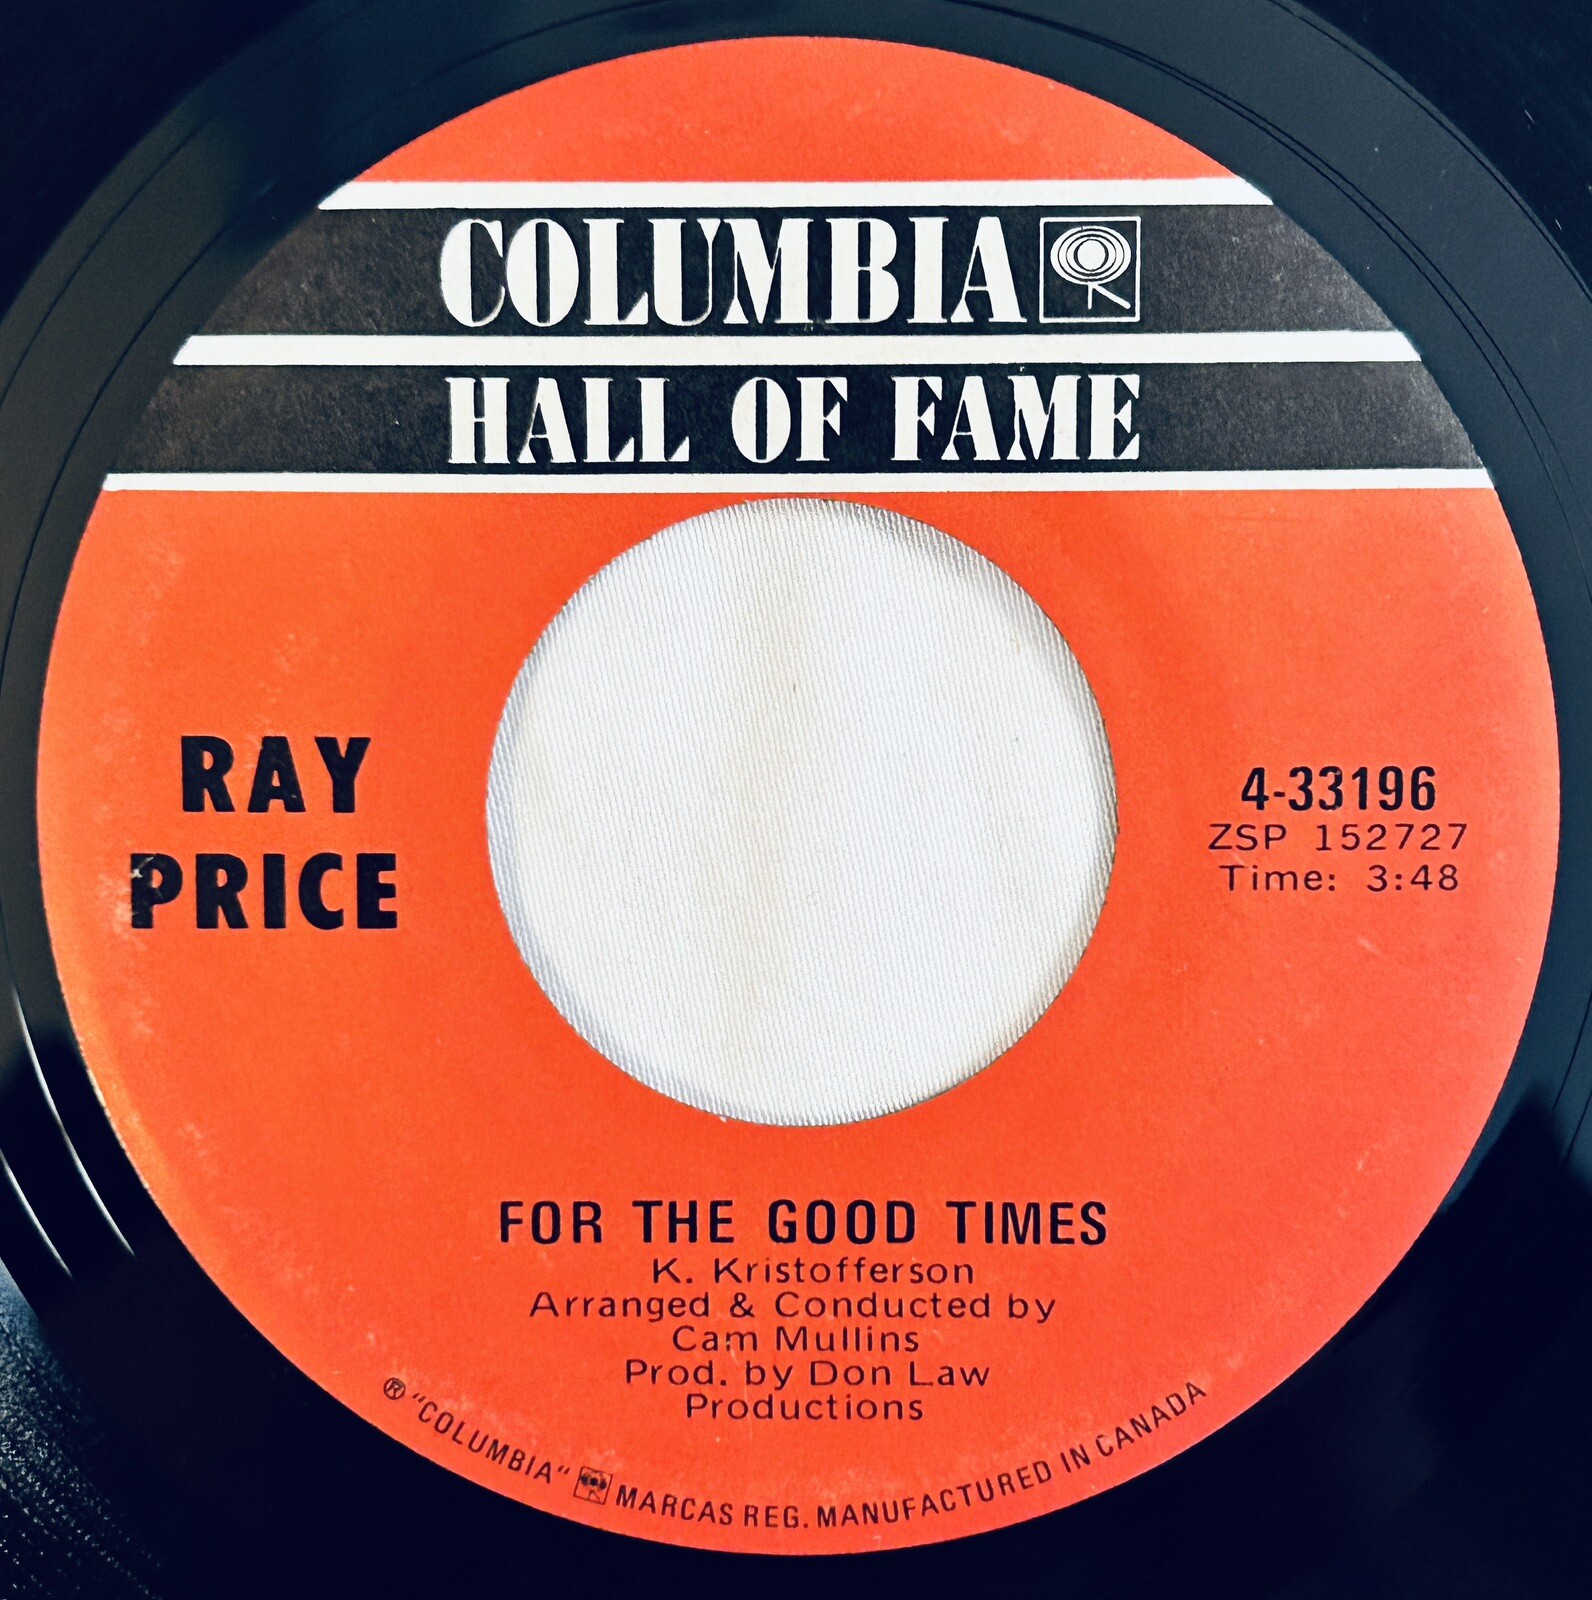 COLUMBIA
HALL OF FAME
RAY
PRICE
4-33196
ZSP 152727
Time: 3:48
FOR THE GOOD TIMES
K. Kristofferson
Arranged & Conducted by
Cam Mullins
Prod. by Don Law
Productions
® "COLUMBIA" MARCAS REG. MANUFACTURED IN CANADA